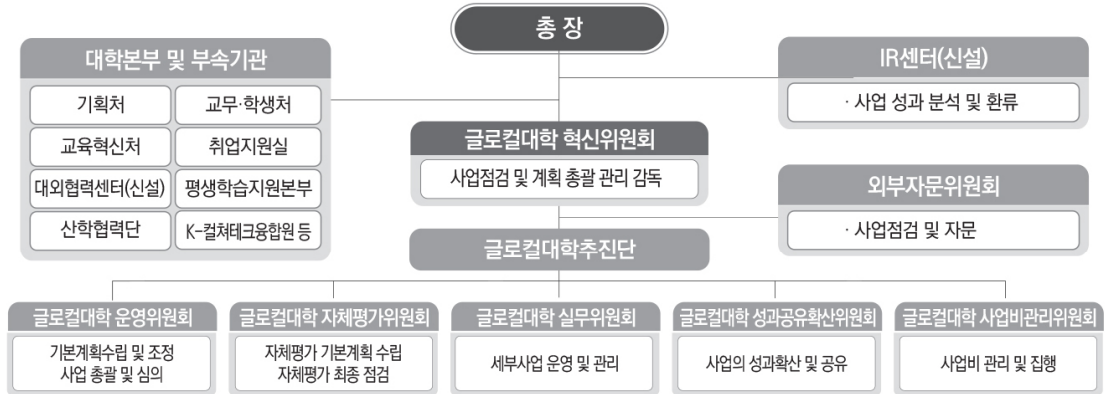 총 장
대학본부 및 부속기관
기획처
교무·학생처
교육혁신처
취업지원실
대외협력센터(신설)
평생학습지원본부
산학협력단
K-컬쳐테크융합원 등
IR센터(신설)
· 사업 성과 분석 및 환류
글로컬대학 혁신위원회
사업점검 및 계획 총괄 관리 감독
외부자문위원회
· 사업점검 및 자문
글로컬대학추진단
글로컬대학 운영위원회
기본계획수립 및 조정
사업 총괄 및 심의
글로컬대학 자체평가위원회
자체평가 기본계획 수립
자체평가 최종 점검
글로컬대학 실무위원회
세부사업 운영 및 관리
글로컬대학 성과공유확산위원회
사업의 성과확산 및 공유
글로컬대학 사업비관리위원회
사업비 관리 및 집행